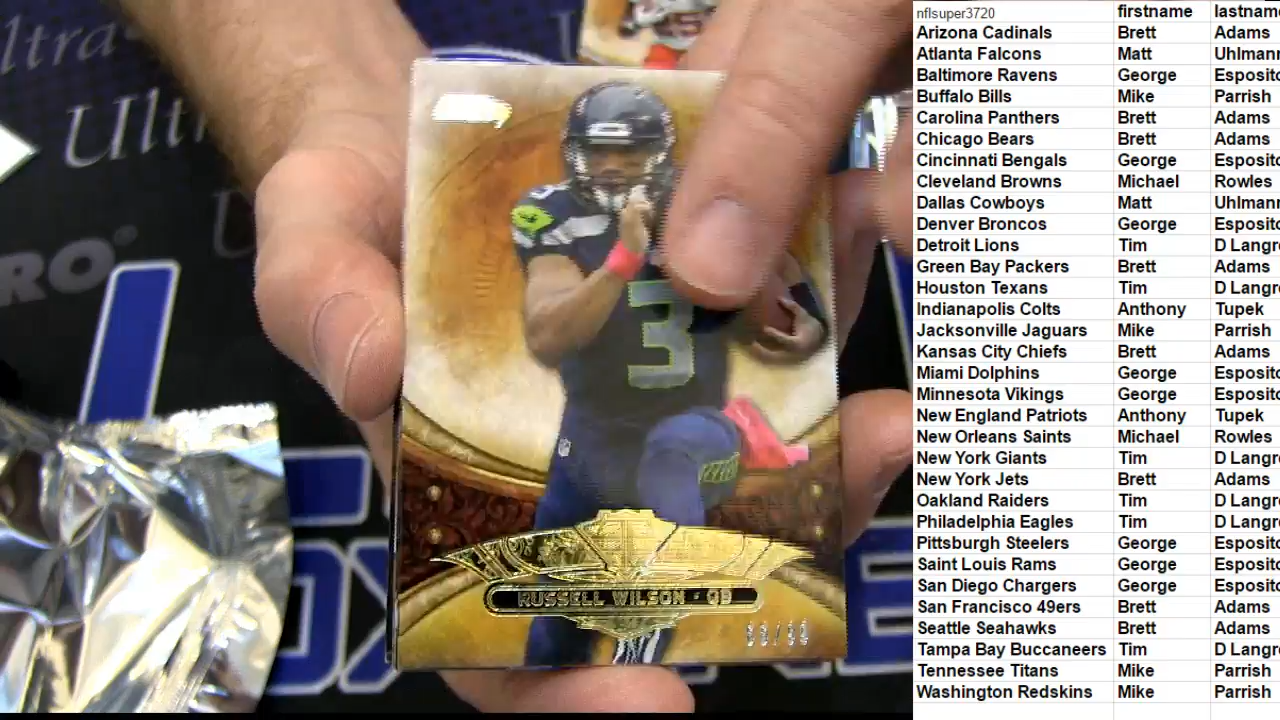 Ultra
Ultr
U
RO
3
3
RUSSELL WILSON - QB
nflsuper3720 firstname lastname
Arizona Cadinals Brett Adams
Atlanta Falcons Matt Uhlmann
Baltimore Ravens George Esposito
Buffalo Bills Mike Parrish
Carolina Panthers Brett Adams
Chicago Bears Brett Adams
Cincinnati Bengals George Esposito
Cleveland Browns Michael Rowles
Dallas Cowboys Matt Uhlmann
Denver Broncos George Esposito
Detroit Lions Tim D Langre
Green Bay Packers Brett Adams
Houston Texans Tim D Langre
Indianapolis Colts Anthony Tupek
Jacksonville Jaguars Mike Parrish
Kansas City Chiefs Brett Adams
Miami Dolphins George Esposito
Minnesota Vikings George Esposito
New England Patriots Anthony Tupek
New Orleans Saints Michael Rowles
New York Giants Tim D Langre
New York Jets Brett Adams
Oakland Raiders Tim D Langre
Philadelphia Eagles Tim D Langre
Pittsburgh Steelers George Esposito
Saint Louis Rams George Esposito
San Diego Chargers George Esposito
San Francisco 49ers Brett Adams
Seattle Seahawks Brett Adams
Tampa Bay Buccaneers Tim D Langre
Tennessee Titans Mike Parrish
Washington Redskins Mike Parrish